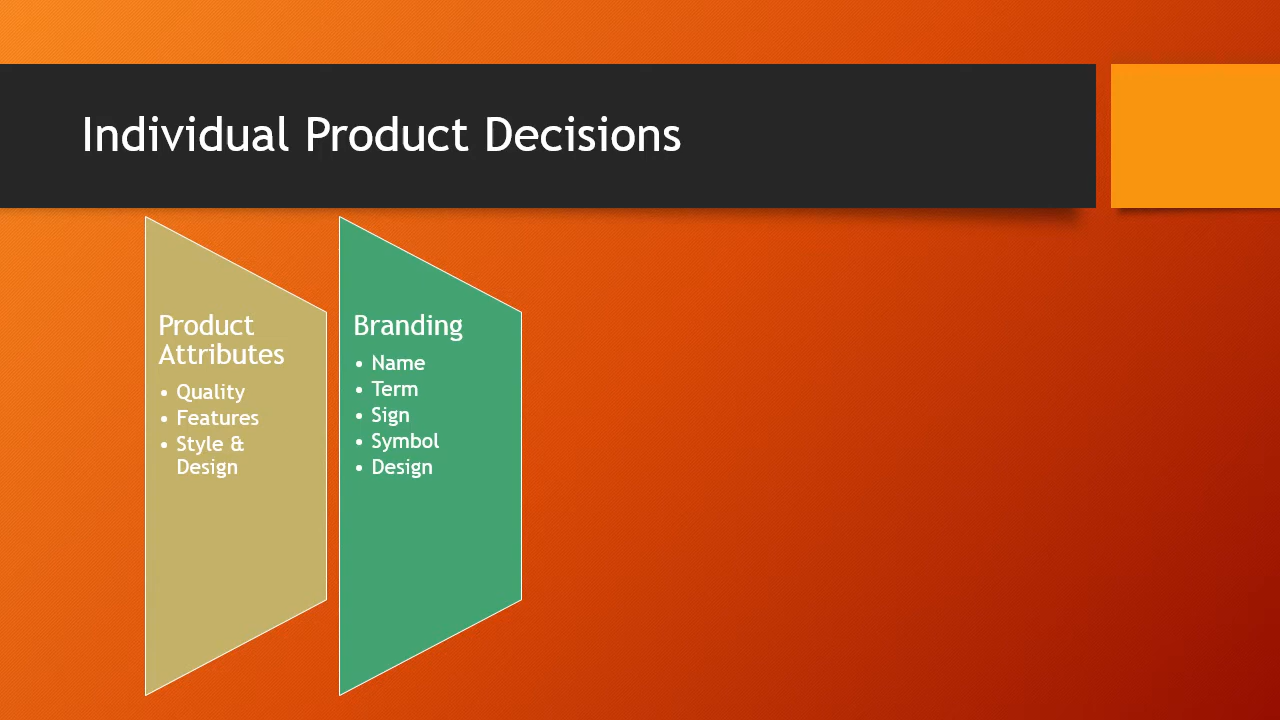 Individual Product Decisions
Product
Attributes
• Quality
• Features
• Style &
Design
Branding
• Name
• Term
• Sign
• Symbol
• Design